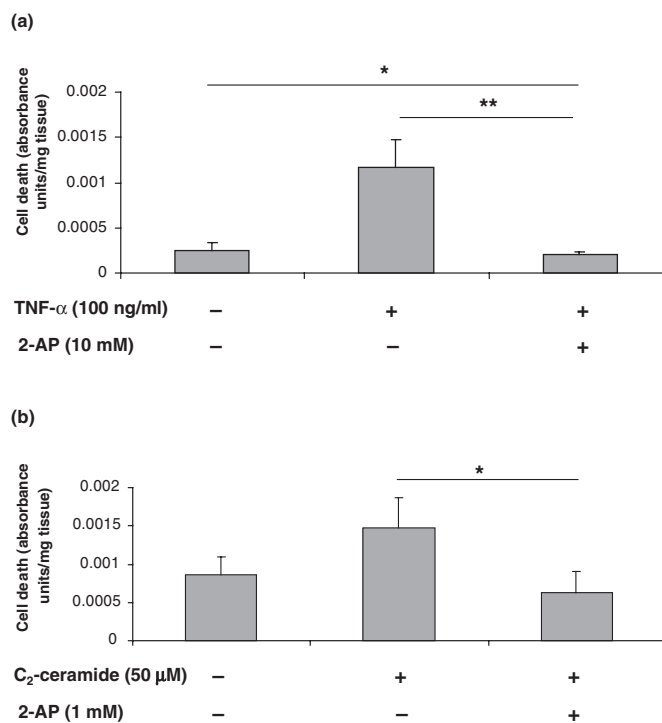 (a)
Cell death (absorbance
units/mg tissue)
0.002
0.0015
0.001
0.0005
0
*
**
TNF-α (100 ng/ml) – + +
2-AP (10 mM) – – +
(b)
Cell death (absorbance
units/mg tissue)
0.002
0.0015
0.001
0.0005
0
*
C₂-ceramide (50 μM) – + +
2-AP (1 mM) – – +